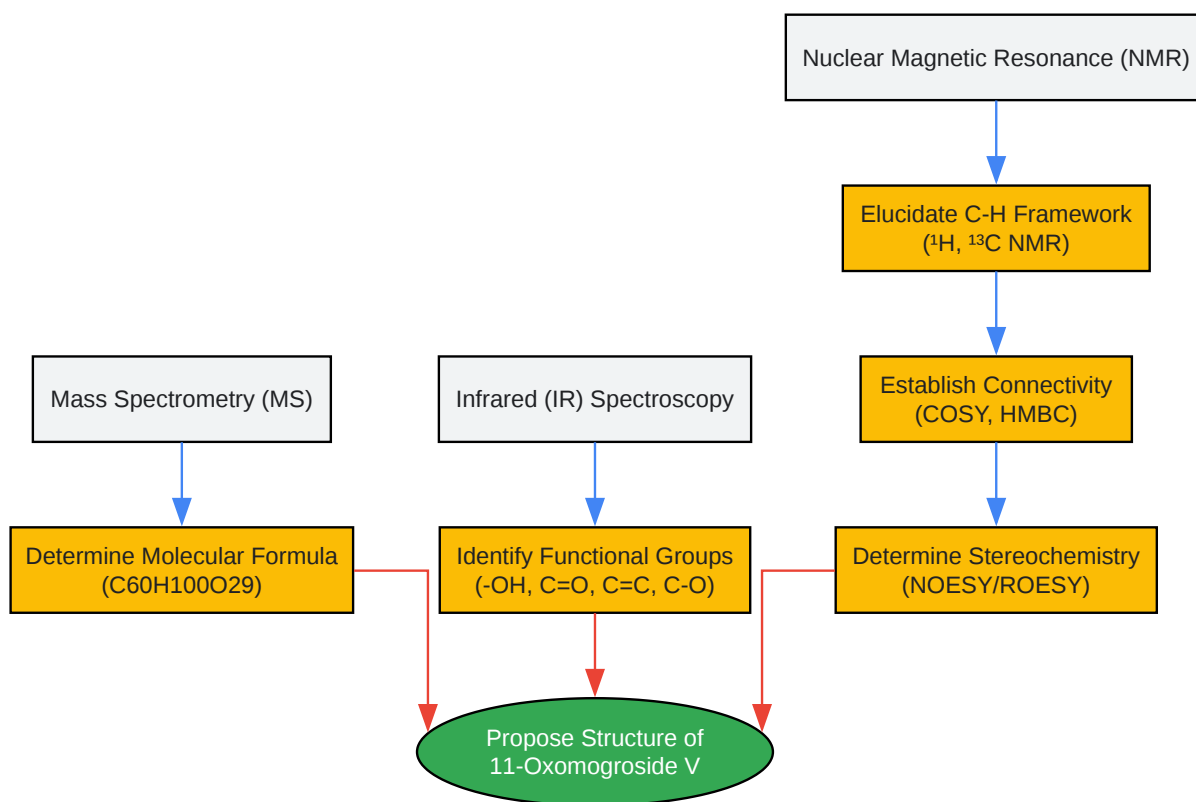 Nuclear Magnetic Resonance (NMR)
Elucidate C-H Framework
(¹H, ¹³C NMR)
Mass Spectrometry (MS)
Infrared (IR) Spectroscopy
Establish Connectivity
(COSY, HMBC)
Determine Molecular Formula
(C60H100O29)
Identify Functional Groups
(-OH, C=O, C=C, C-O)
Determine Stereochemistry
(NOESY/ROESY)
Propose Structure of
11-Oxomogroside V